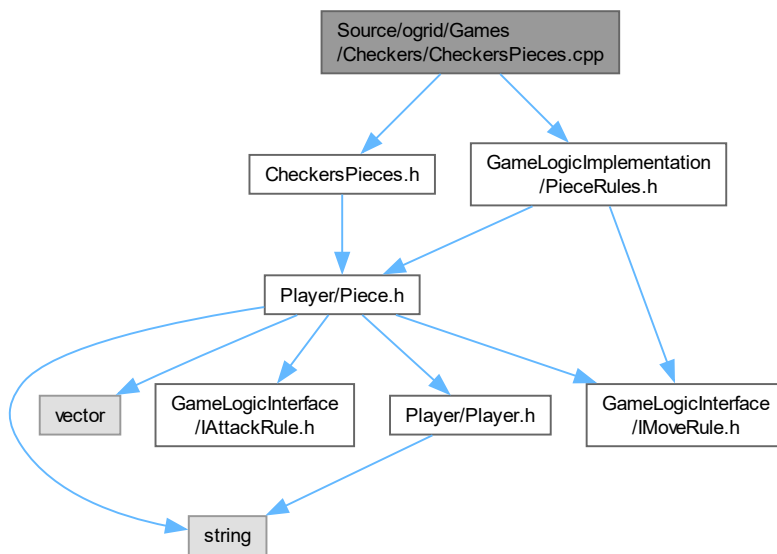 Source/ogrid/Games
/Checkers/CheckersPieces.cpp
CheckersPieces.h
GameLogicImplementation
/PieceRules.h
Player/Piece.h
vector
GameLogicInterface
/IAttackRule.h
Player/Player.h
GameLogicInterface
/IMoveRule.h
string